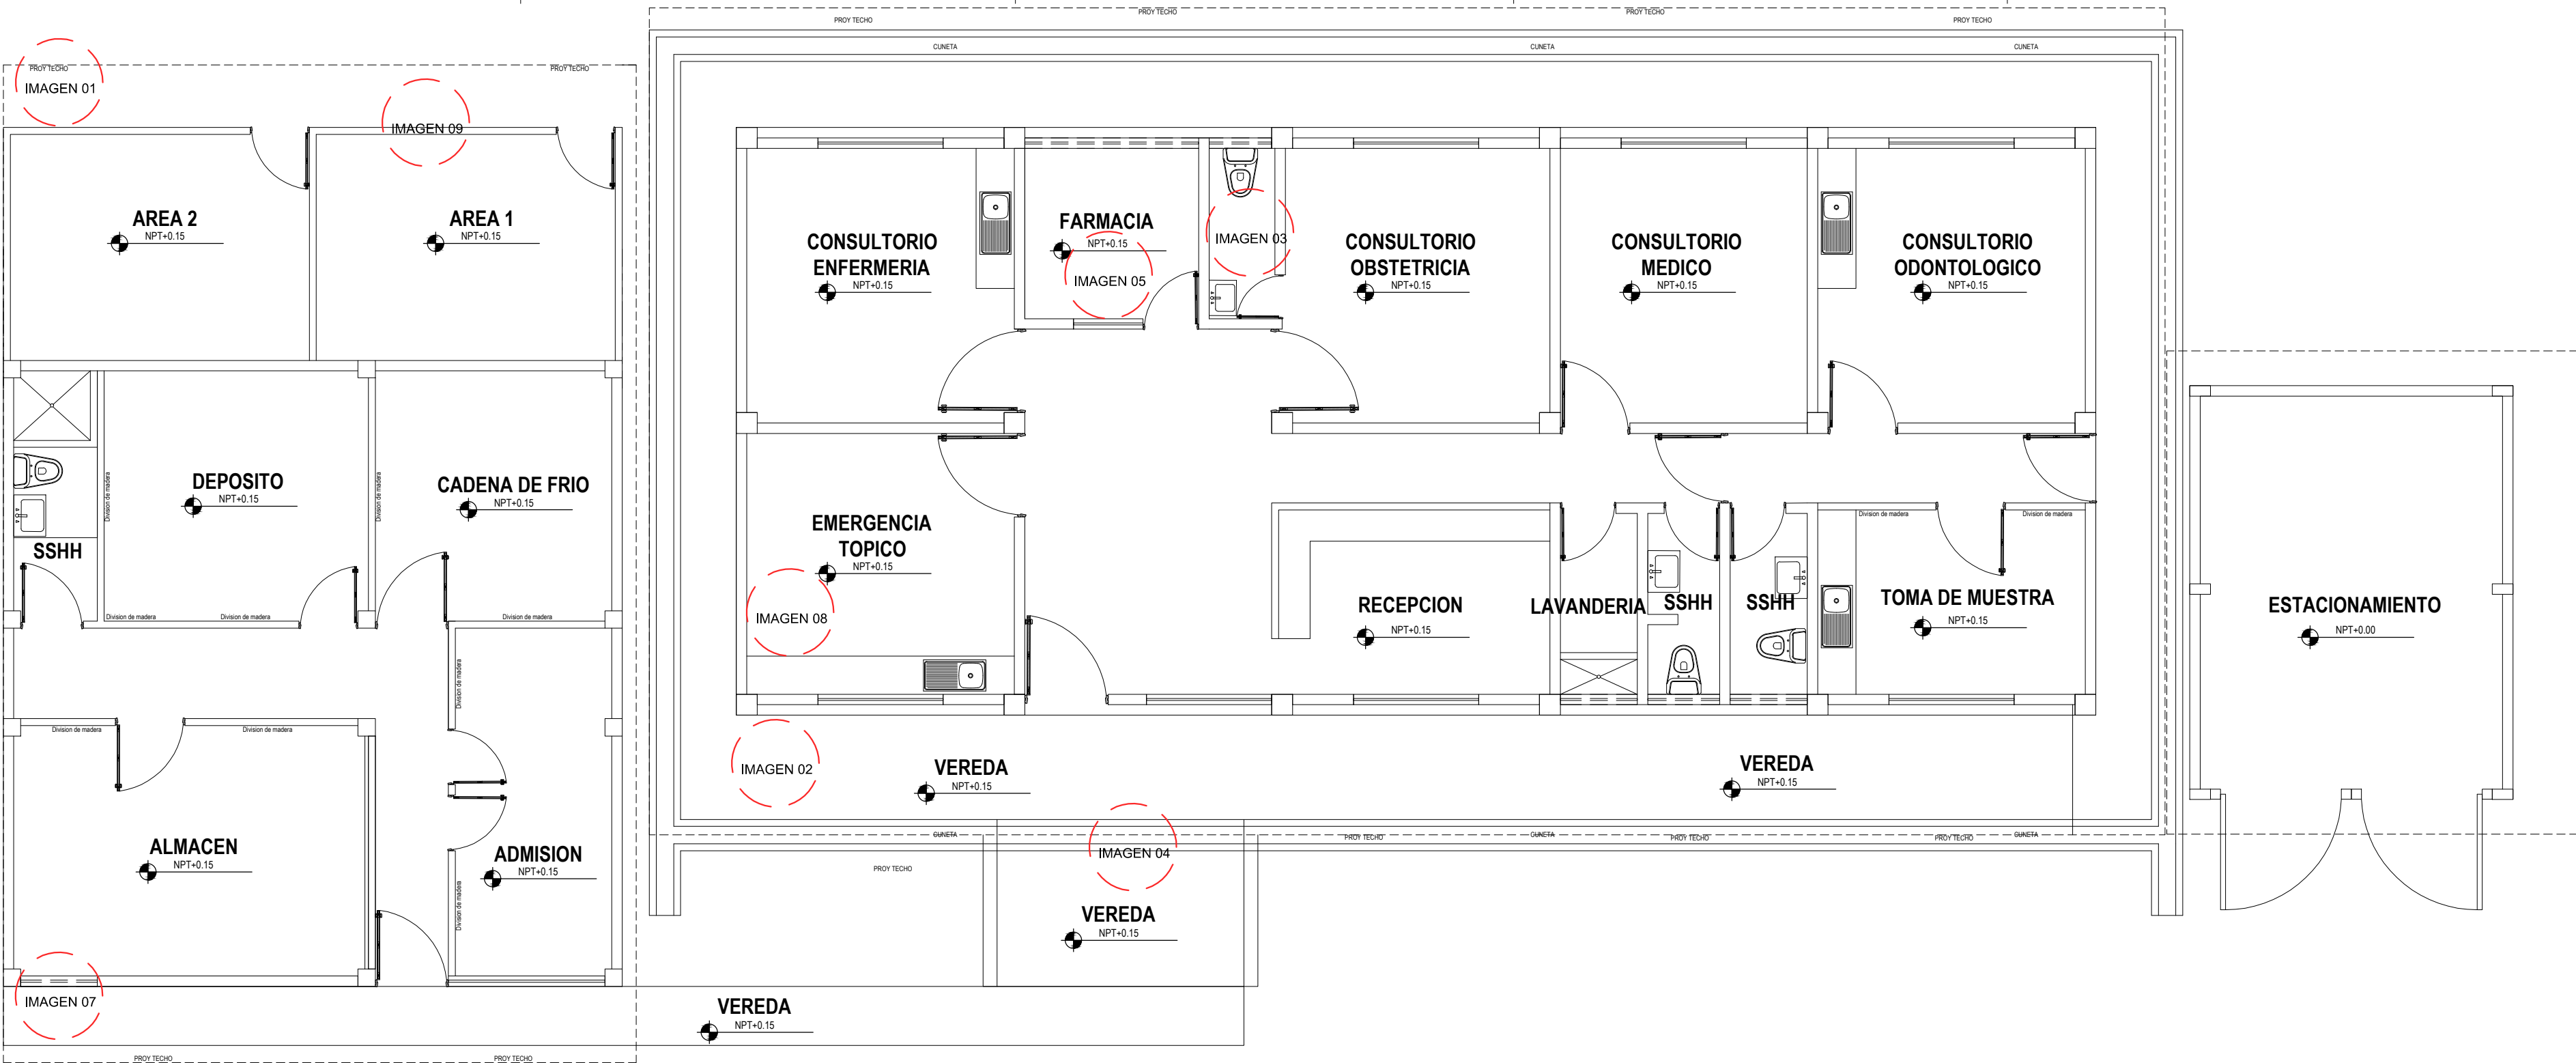 PROY TECHO
PROY TECHO
PROY TECHO
PROY TECHO
CUNETA
CUNETA
CUNETA
PROY TECHO
IMAGEN 01
PROY TECHO
IMAGEN 09
AREA 2
NPT+0.15
AREA 1
NPT+0.15
CONSULTORIO
ENFERMERIA
NPT+0.15
FARMACIA
NPT+0.15
IMAGEN 05
IMAGEN 03
CONSULTORIO
OBSTETRICIA
NPT+0.15
CONSULTORIO
MEDICO
NPT+0.15
CONSULTORIO
ODONTOLOGICO
NPT+0.15
DEPOSITO
NPT+0.15
Division de madera
Division de madera
CADENA DE FRIO
NPT+0.15
SSHH
Division de madera
Division de madera
Division de madera
EMERGENCIA
TOPICO
NPT+0.15
IMAGEN 08
RECEPCION
NPT+0.15
LAVANDERIA
SSHH
SSHH
Division de madera
Division de madera
TOMA DE MUESTRA
NPT+0.15
ESTACIONAMIENTO
NPT+0.00
Division de madera
Division de madera
Division de madera
IMAGEN 02
VEREDA
NPT+0.15
VEREDA
NPT+0.15
ALMACEN
NPT+0.15
ADMISION
NPT+0.15
Division de madera
CUNETA
PROY TECHO
CUNETA
PROY TECHO
PROY TECHO
CUNETA
IMAGEN 04
PROY TECHO
VEREDA
NPT+0.15
IMAGEN 07
VEREDA
NPT+0.15
PROY TECHO
PROY TECHO